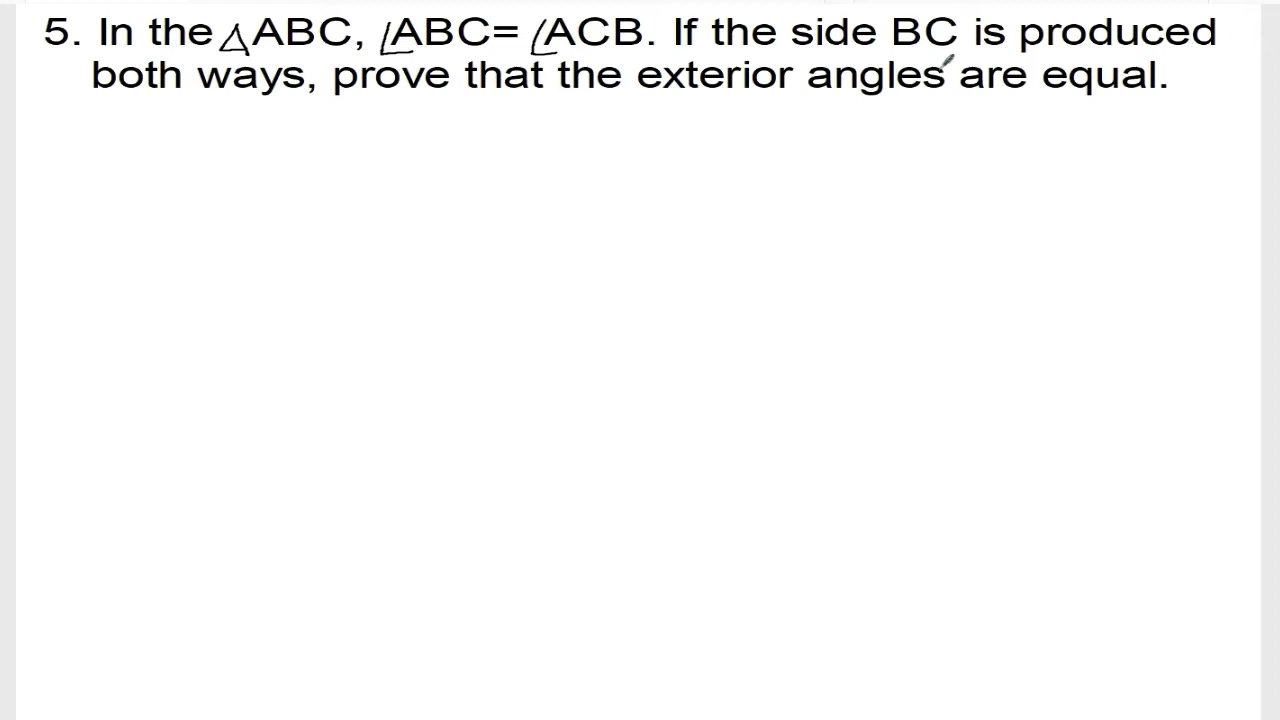 5. In the △ABC, ∠ABC= ∠ACB. If the side BC is produced
both ways, prove that the exterior angles are equal.